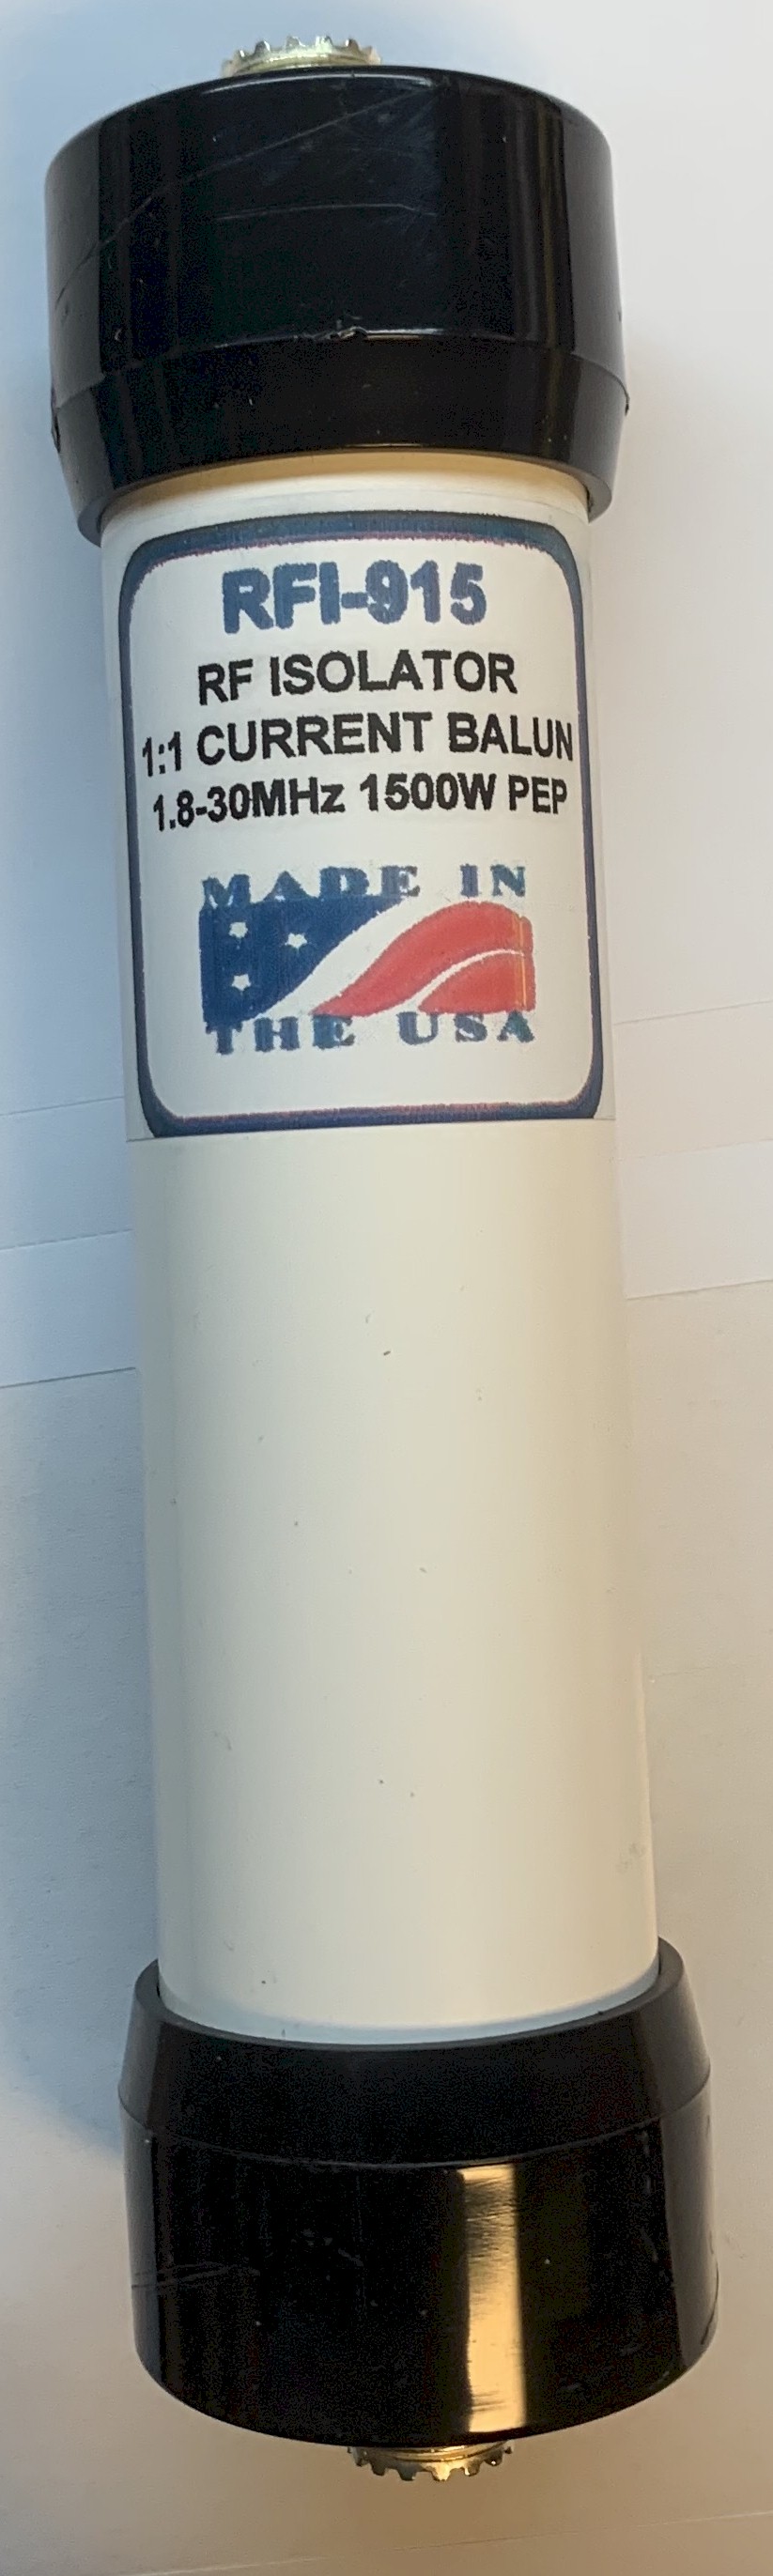 RFI-915
RF ISOLATOR
1:1 CURRENT BALUN
1.8-30MHz 1500W PEP
MADE IN
THE USA